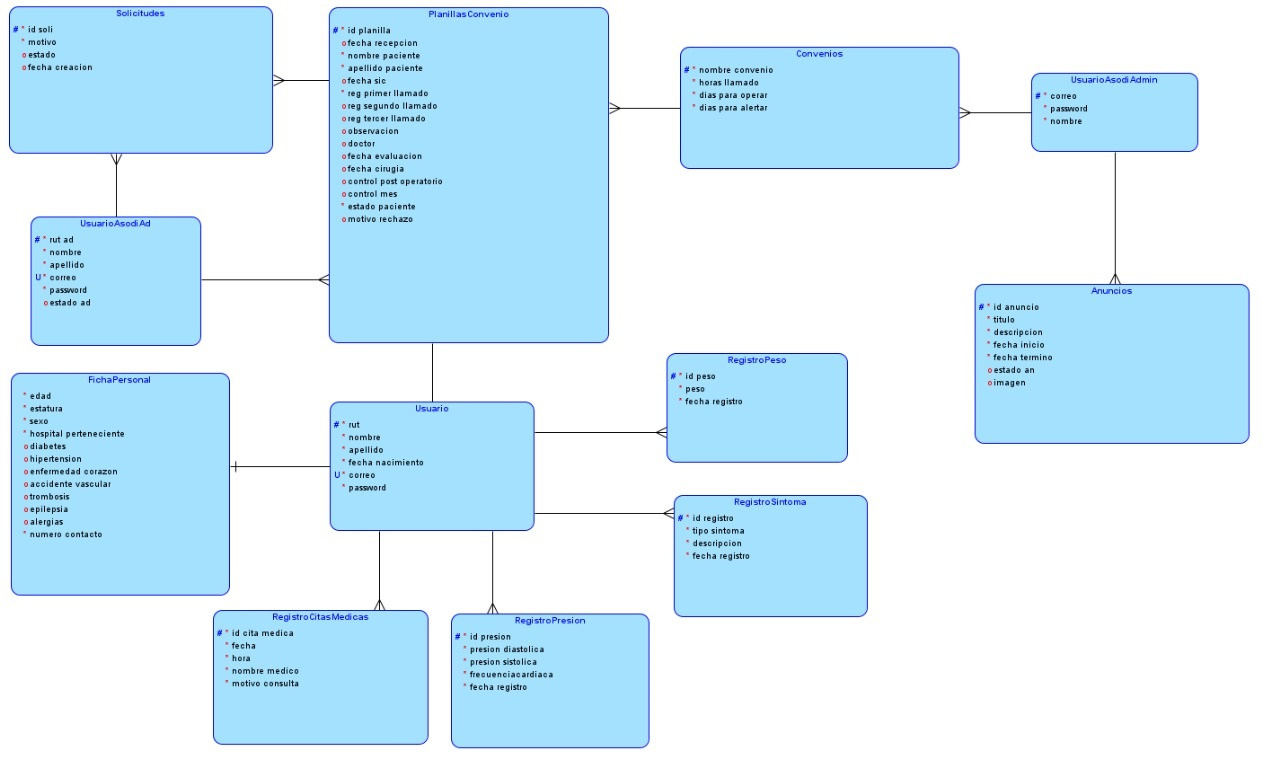 Solicitudes
# * id soli
* motivo
o estado
o fecha creacion
PlanillasConvenio
# * id planilla
o fecha recepcion
* nombre paciente
* apellido paciente
o fecha sic
* reg primer llamado
o reg segundo llamado
o reg tercer llamado
o observacion
o doctor
o fecha evaluacion
o fecha cirugia
o control post operatorio
o control mes
* estado paciente
o motivo rechazo
Convenios
# * nombre convenio
* horas llamado
* dias para operar
* dias para alertar
UsuarioAsodiAdmin
# * correo
* password
* nombre
UsuarioAsodiAd
# * rut ad
* nombre
* apellido
U * correo
* password
o estado ad
Anuncios
# * id anuncio
* titulo
* descripcion
* fecha inicio
* fecha termino
o estado an
o imagen
FichaPersonal
* edad
* estatura
* sexo
* hospital perteneciente
o diabetes
o hipertension
o enfermedad corazon
o accidente vascular
o trombosis
o epilepsia
o alergias
* numero contacto
Usuario
# * rut
* nombre
* apellido
* fecha nacimiento
U * correo
* password
RegistroPeso
# * id peso
* peso
* fecha registro
RegistroSintoma
# * id registro
* tipo sintoma
* descripcion
* fecha registro
RegistroCitasMedicas
# * id cita medica
* fecha
* hora
* nombre medico
* motivo consulta
RegistroPresion
# * id presion
* presion diastolica
* presion sistolica
* frecuenciacardiaca
* fecha registro